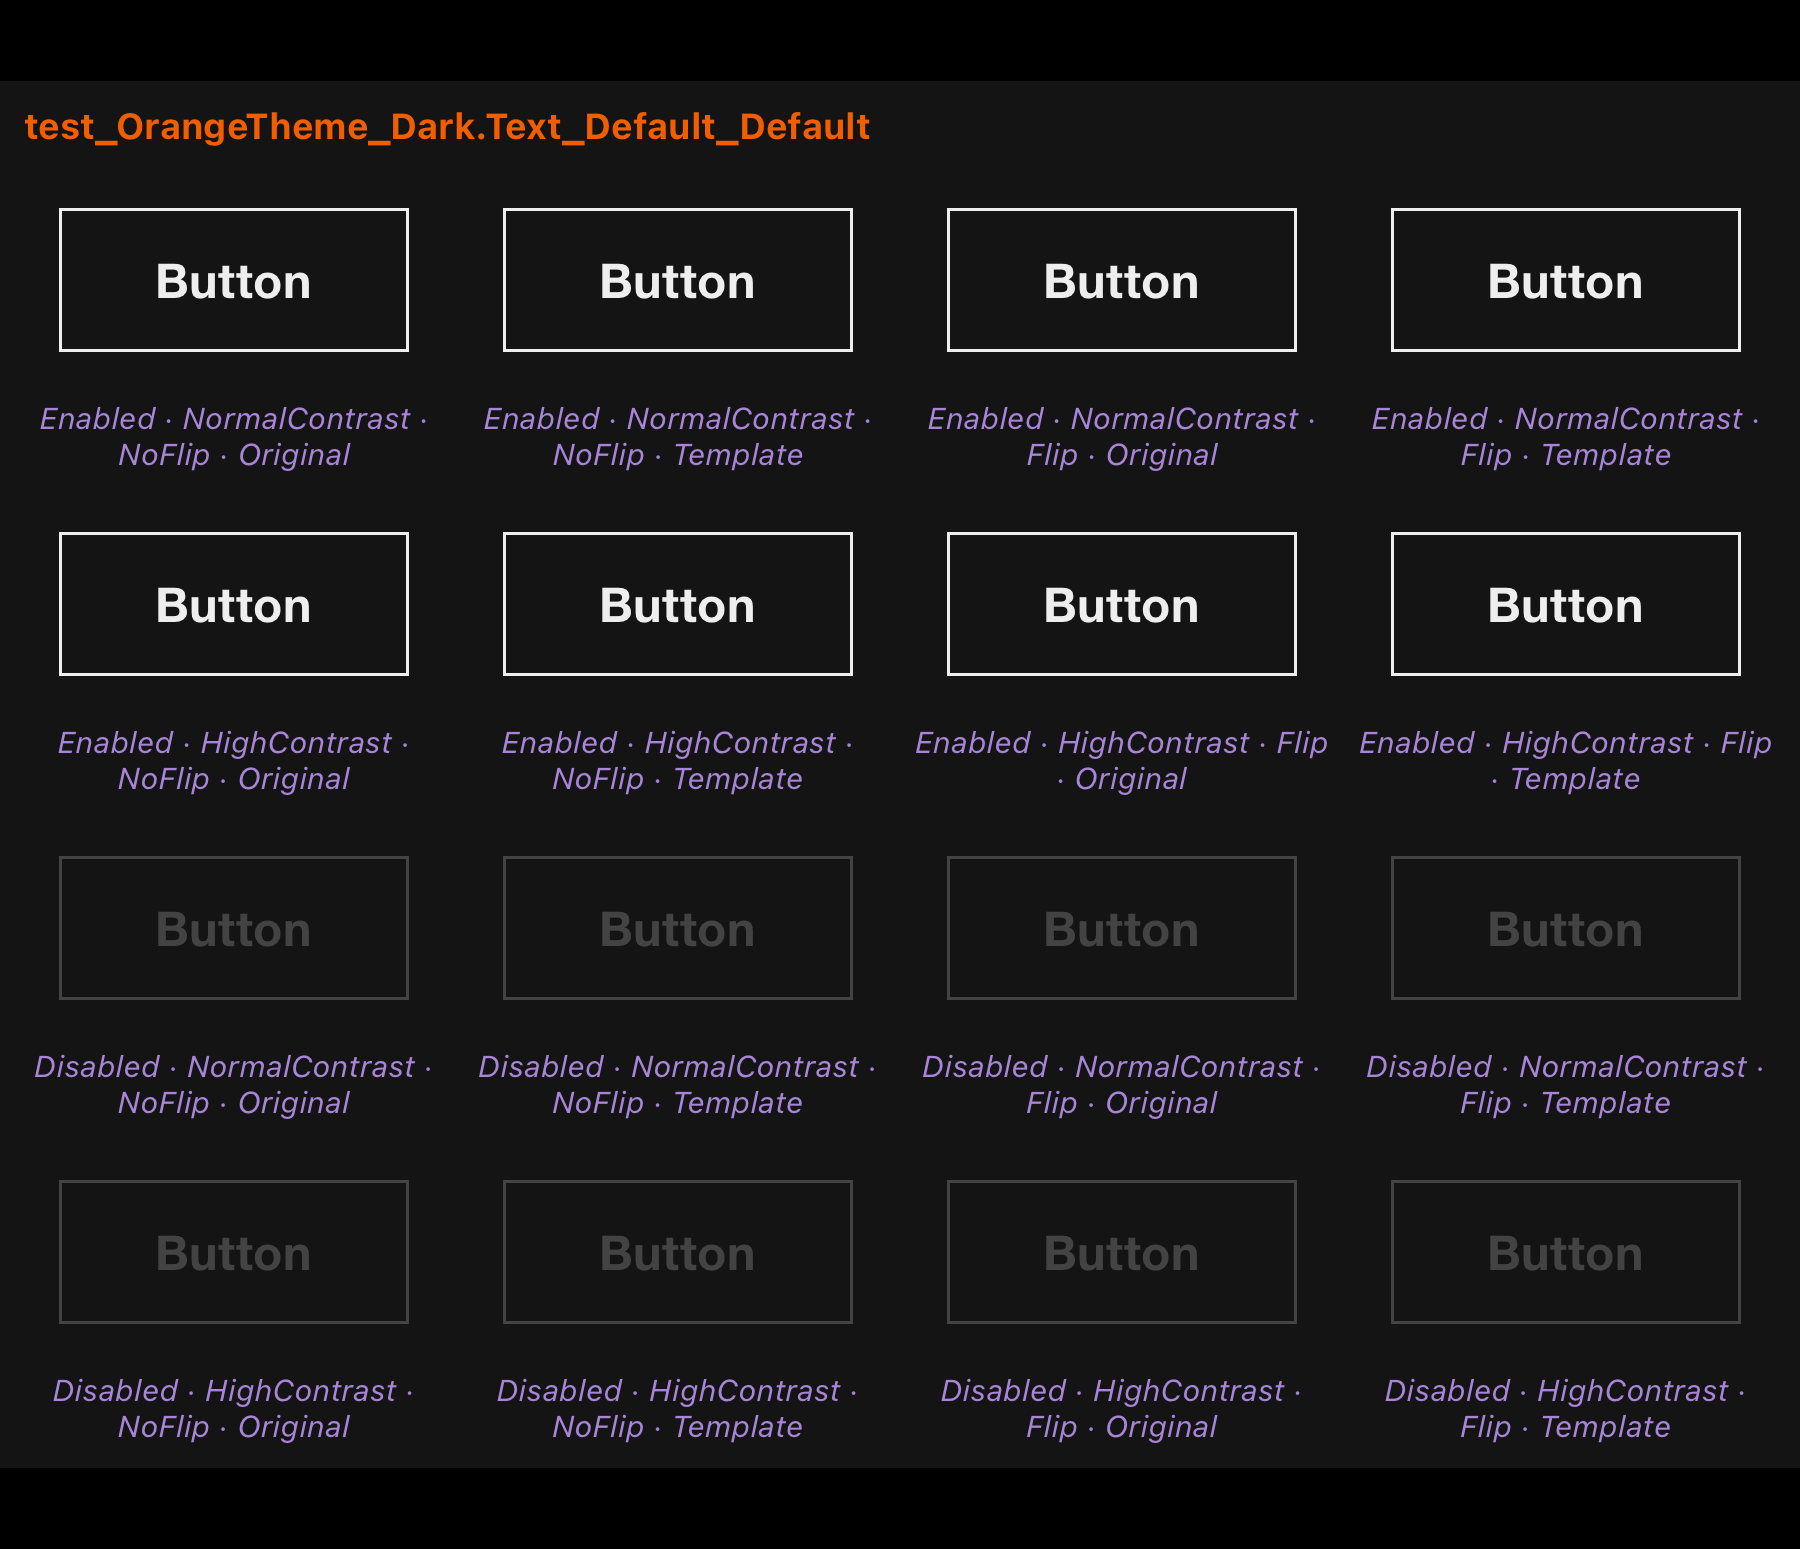 test_OrangeTheme_Dark.Text_Default_Default
Button Button Button Button
Enabled · NormalContrast · Enabled · NormalContrast · Enabled · NormalContrast · Enabled · NormalContrast ·
NoFlip · Original NoFlip · Template Flip · Original Flip · Template
Button Button Button Button
Enabled · HighContrast · Enabled · HighContrast · Enabled · HighContrast · Flip Enabled · HighContrast · Flip
NoFlip · Original NoFlip · Template · Original · Template
Button Button Button Button
Disabled · NormalContrast · Disabled · NormalContrast · Disabled · NormalContrast · Disabled · NormalContrast ·
NoFlip · Original NoFlip · Template Flip · Original Flip · Template
Button Button Button Button
Disabled · HighContrast · Disabled · HighContrast · Disabled · HighContrast · Disabled · HighContrast ·
NoFlip · Original NoFlip · Template Flip · Original Flip · Template